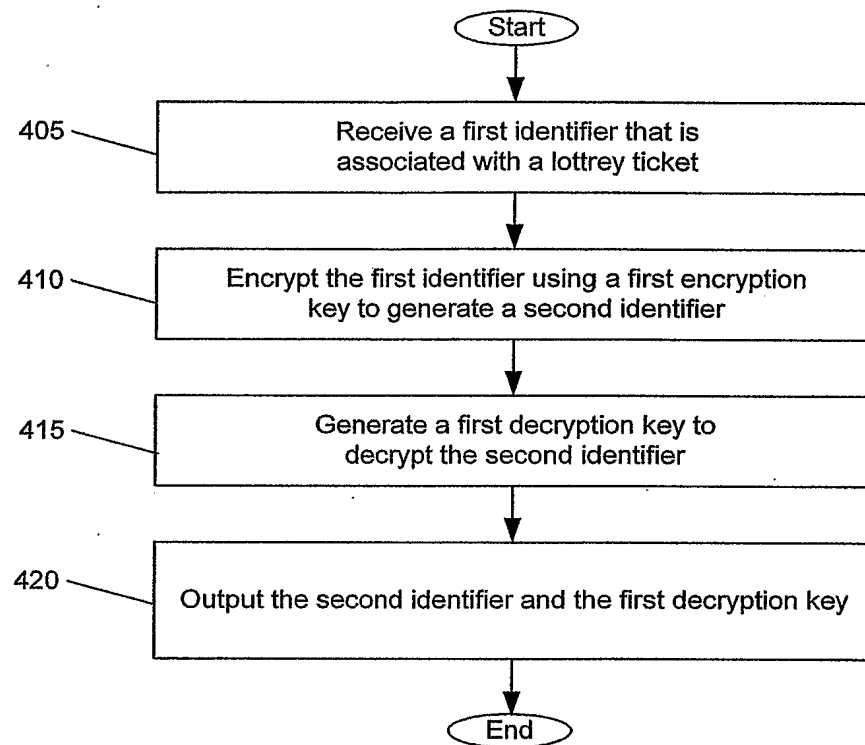 Start
405
Receive a first identifier that is
associated with a lottrey ticket
410
Encrypt the first identifier using a first encryption
key to generate a second identifier
415
Generate a first decryption key to
decrypt the second identifier
420
Output the second identifier and the first decryption key
End